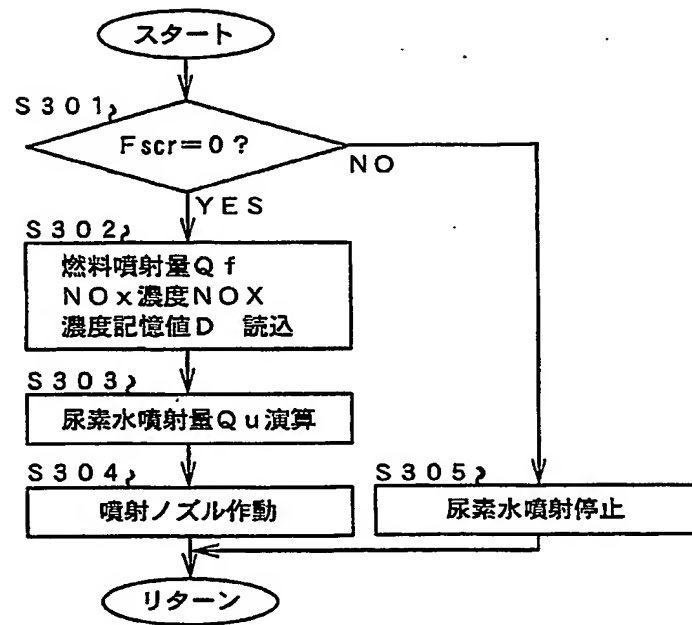 スタート
S301
Fscr=0?
NO
YES
S302
燃料噴射量Qf
NOx濃度NOX
濃度記憶値D 読込
S303
尿素水噴射量Qu演算
S304
噴射ノズル作動
S305
尿素水噴射停止
リターン